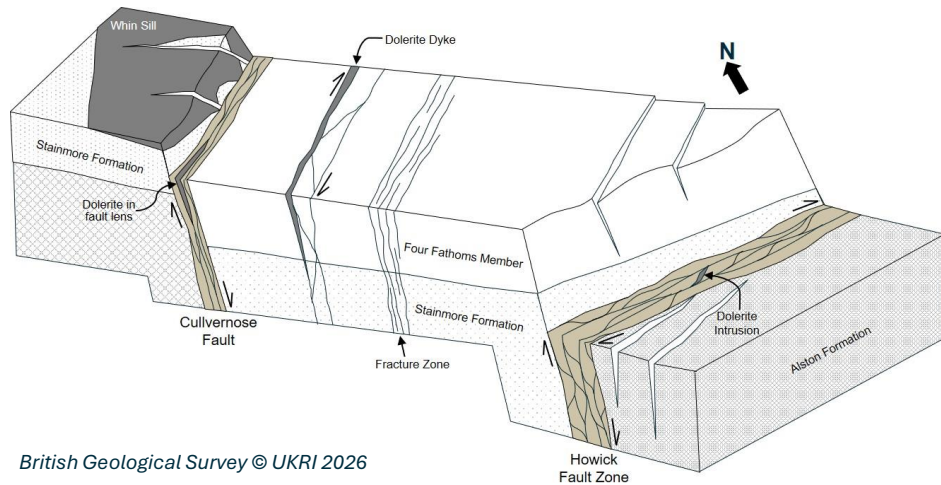 Whin Sill
Dolerite Dyke
N
Stainmore Formation
Dolerite in
fault lens
Four Fathoms Member
Stainmore Formation
Cullvernose
Fault
Fracture Zone
Dolerite
Intrusion
Alston Formation
Howick
Fault Zone
British Geological Survey © UKRI 2026